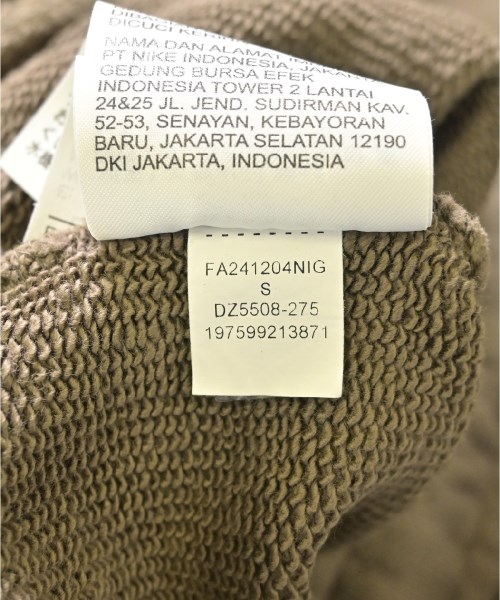 NAMA DAN ALAMAT
PT NIKE INDONESIA, JAKARTA
GEDUNG BURSA EFEK
INDONESIA TOWER 2 LANTAI
24&25 JL. JEND. SUDIRMAN KAV.
52-53, SENAYAN, KEBAYORAN
BARU, JAKARTA SELATAN 12190
DKI JAKARTA, INDONESIA
FA241204NIG
S
DZ5508-275
197599213871